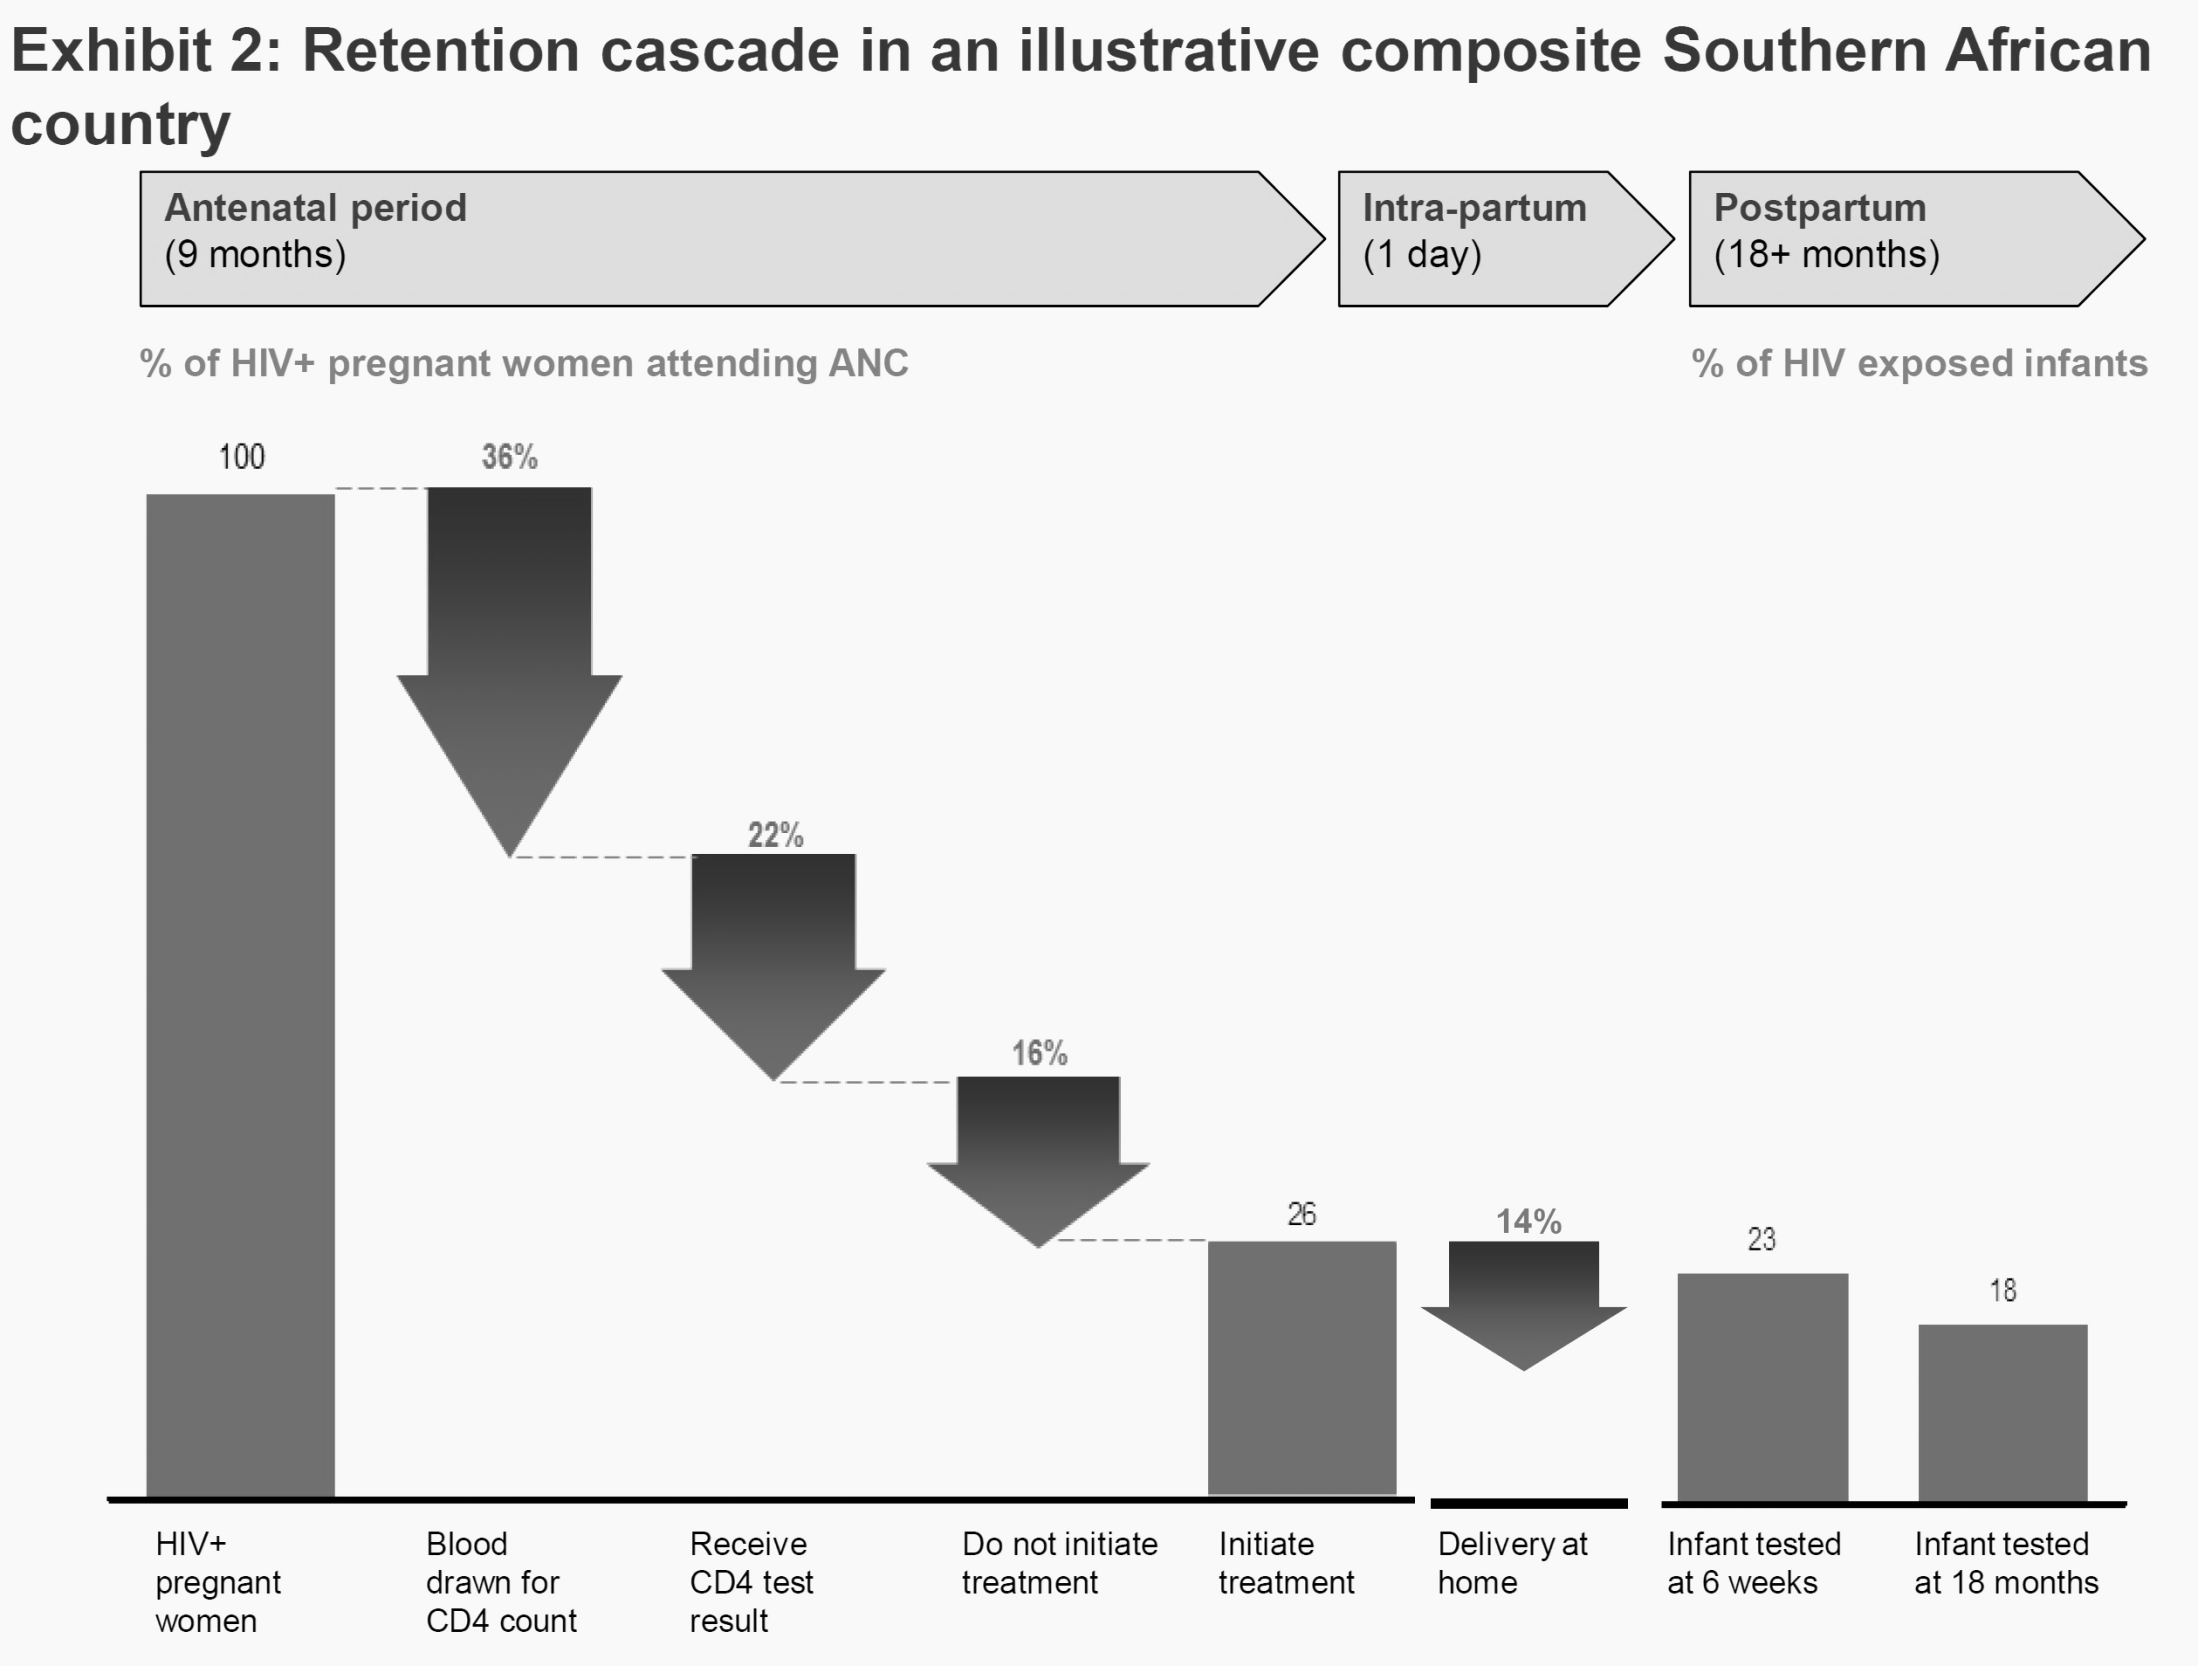 Exhibit 2: Retention cascade in an illustrative composite Southern African
country
Antenatal period
(9 months)
Intra-partum
(1 day)
Postpartum
(18+ months)
% of HIV+ pregnant women attending ANC
% of HIV exposed infants
100
36%
22%
16%
26
14%
23
18
HIV+
pregnant
women
Blood
drawn for
CD4 count
Receive
CD4 test
result
Do not initiate
treatment
Initiate
treatment
Delivery at
home
Infant tested
at 6 weeks
Infant tested
at 18 months